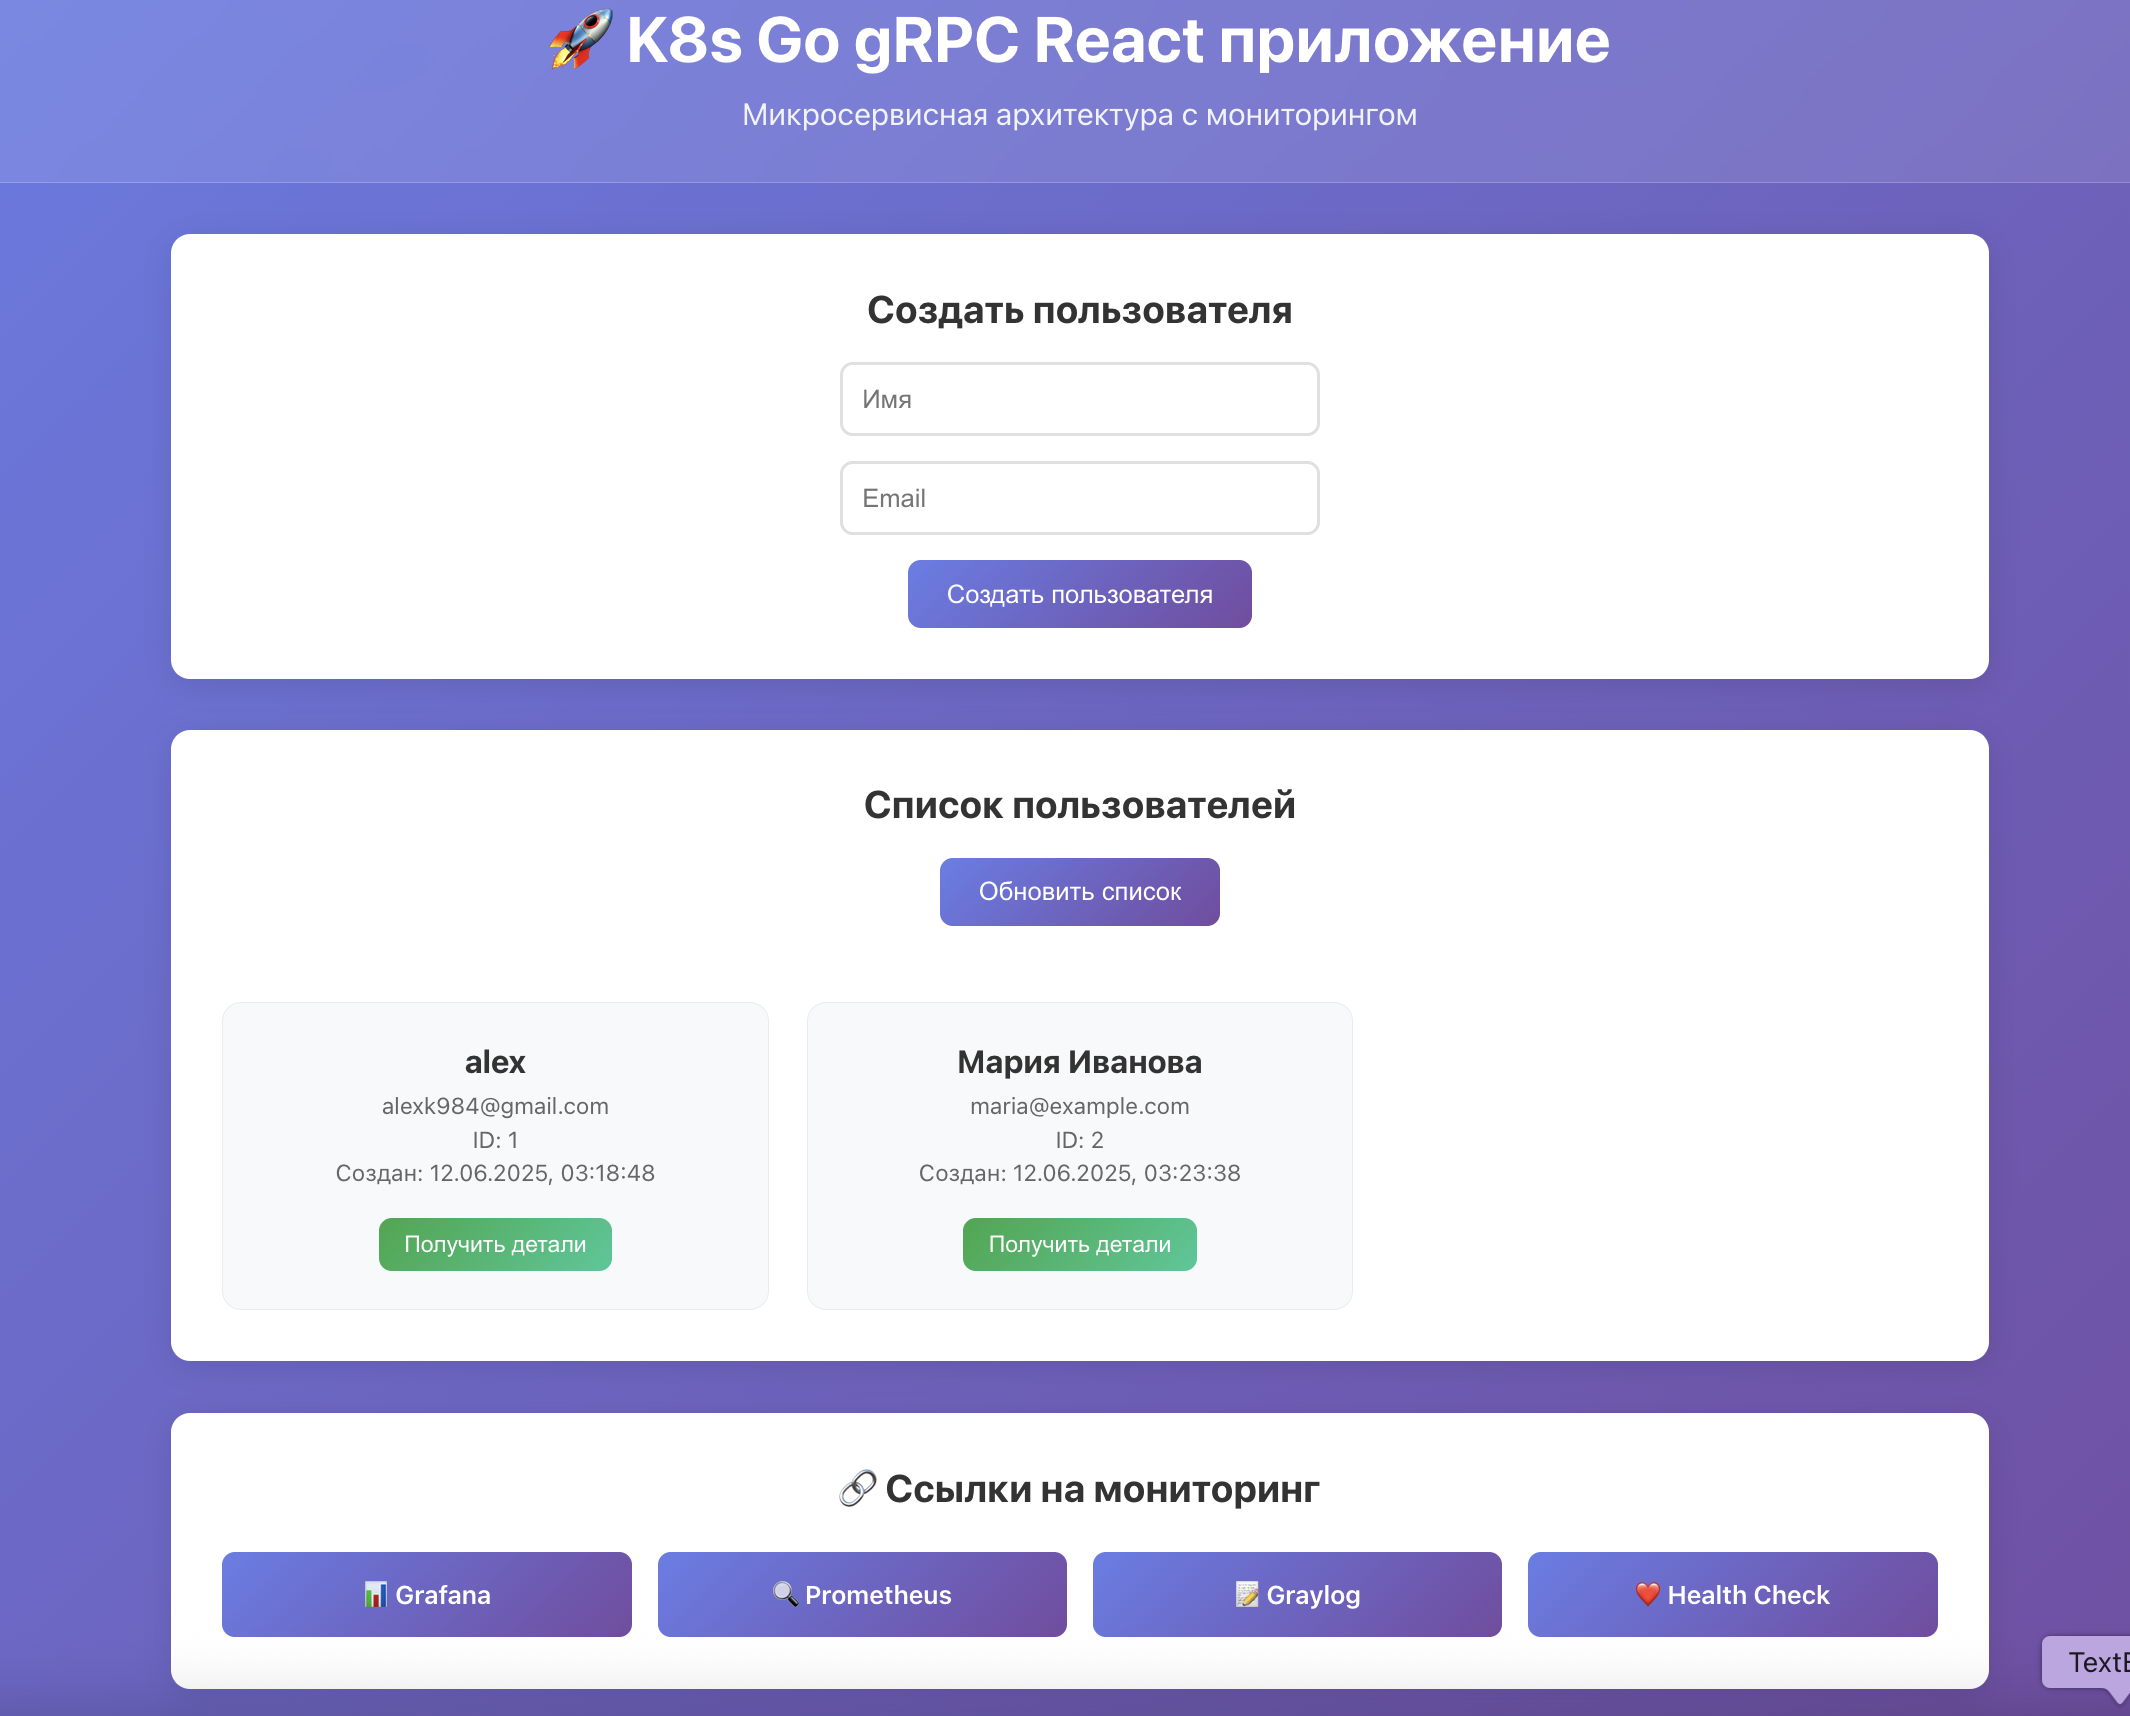 🚀 K8s Go gRPC React приложение
Микросервисная архитектура с мониторингом
Создать пользователя
Имя
Email
Создать пользователя
Список пользователей
Обновить список
alex
alexk984@gmail.com
ID: 1
Создан: 12.06.2025, 03:18:48
Получить детали
Мария Иванова
maria@example.com
ID: 2
Создан: 12.06.2025, 03:23:38
Получить детали
🔗 Ссылки на мониторинг
📊 Grafana
🔍 Prometheus
📝 Graylog
❤️ Health Check